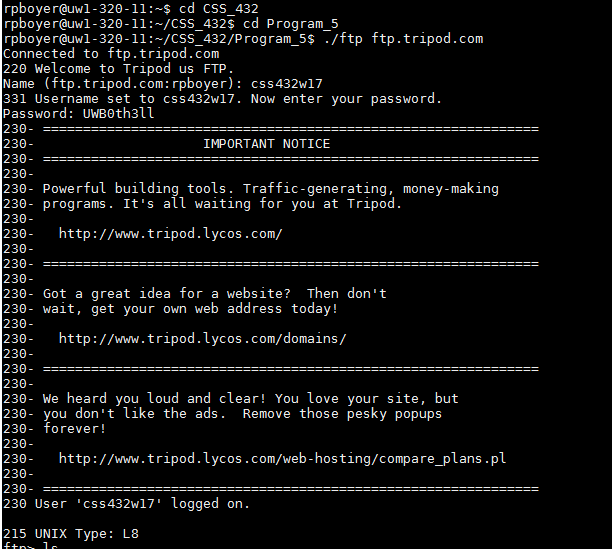 rpboyer@uw1-320-11:~$ cd CSS_432
rpboyer@uw1-320-11:~/CSS_432$ cd Program_5
rpboyer@uw1-320-11:~/CSS_432/Program_5$ ./ftp ftp.tripod.com
Connected to ftp.tripod.com
220 Welcome to Tripod us FTP.
Name (ftp.tripod.com:rpboyer): css432w17
331 Username set to css432w17. Now enter your password.
Password: UWB0th3ll
230- ==============================================================
230-                     IMPORTANT NOTICE
230- ==============================================================
230-
230- Powerful building tools. Traffic-generating, money-making
230- programs. It's all waiting for you at Tripod.
230-
230-   http://www.tripod.lycos.com/
230-
230- ==============================================================
230-
230- Got a great idea for a website?  Then don't
230- wait, get your own web address today!
230-
230-   http://www.tripod.lycos.com/domains/
230-
230- ==============================================================
230-
230- We heard you loud and clear! You love your site, but
230- you don't like the ads.  Remove those pesky popups
230- forever!
230-
230-   http://www.tripod.lycos.com/web-hosting/compare_plans.pl
230-
230- ==============================================================
230 User 'css432w17' logged on.

215 UNIX Type: L8
ftp> ls